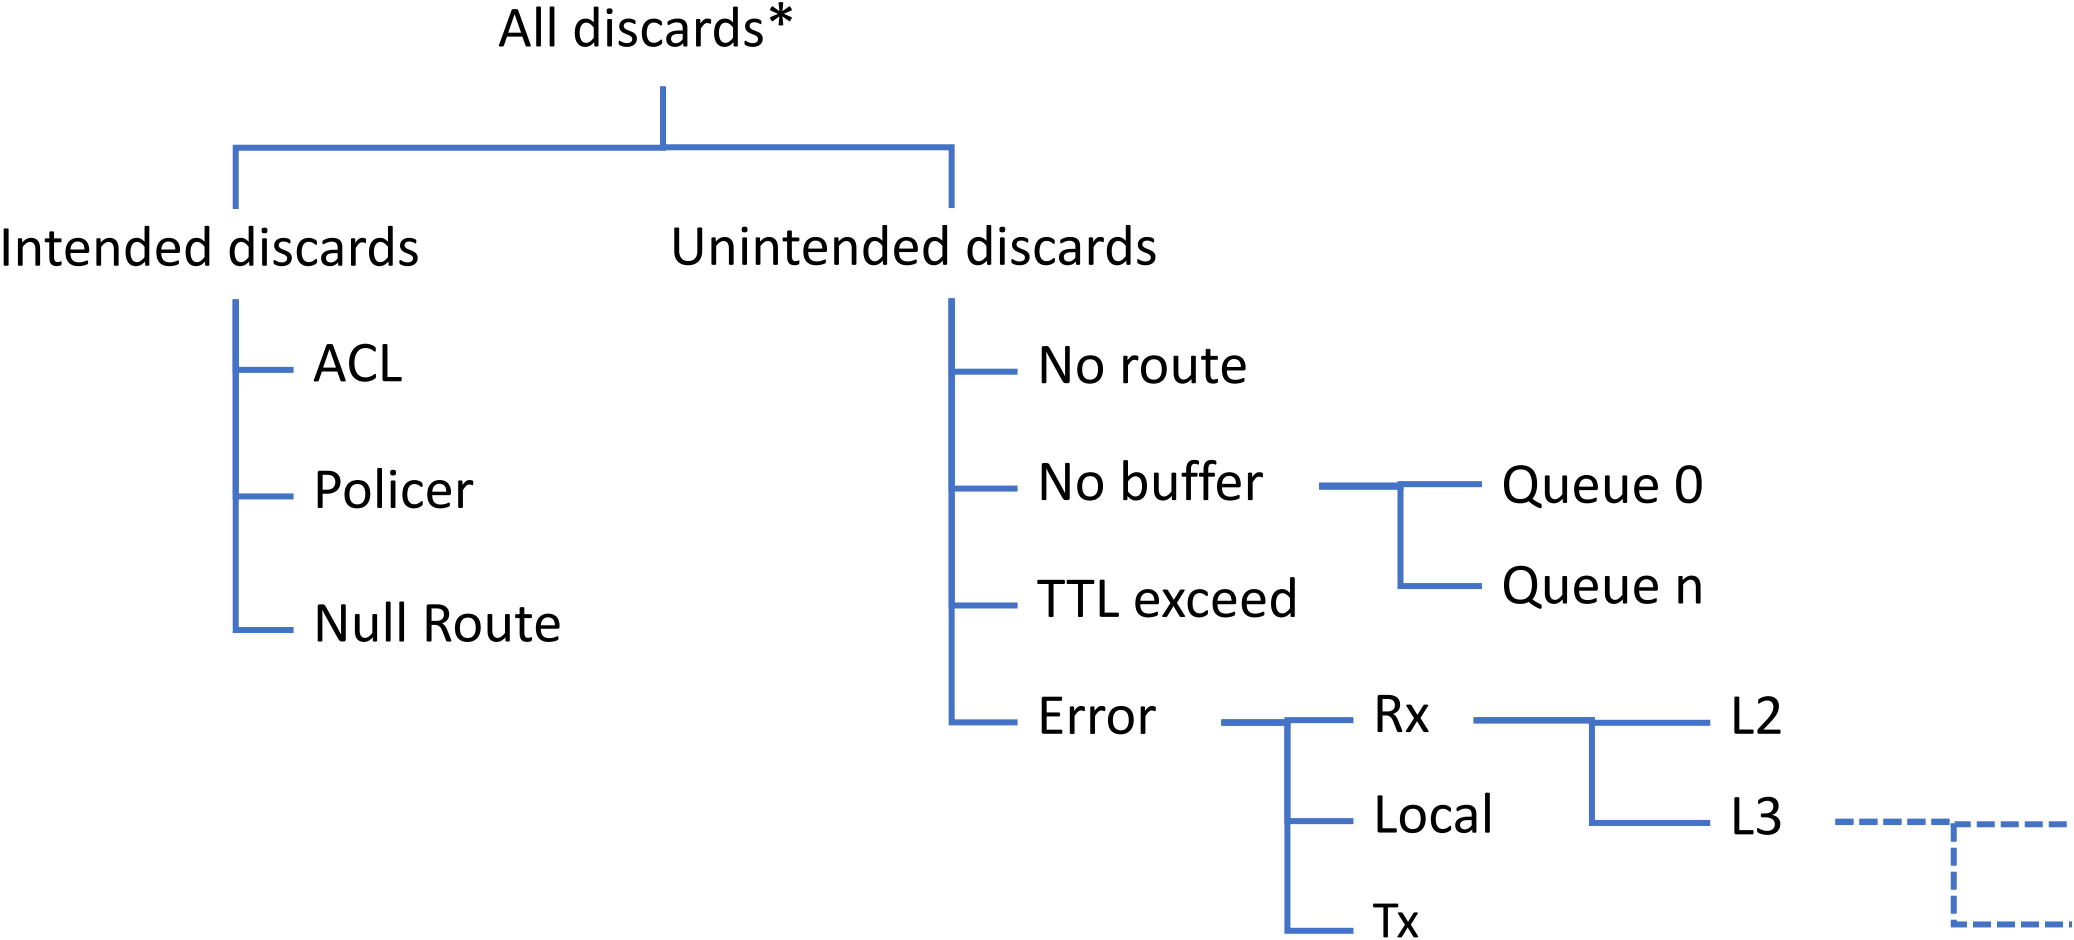 All discards*
Intended discards
Unintended discards
ACL
Policer
Null Route
No route
No buffer
Queue 0
Queue n
TTL exceed
Error
Rx
L2
Local
L3
Tx